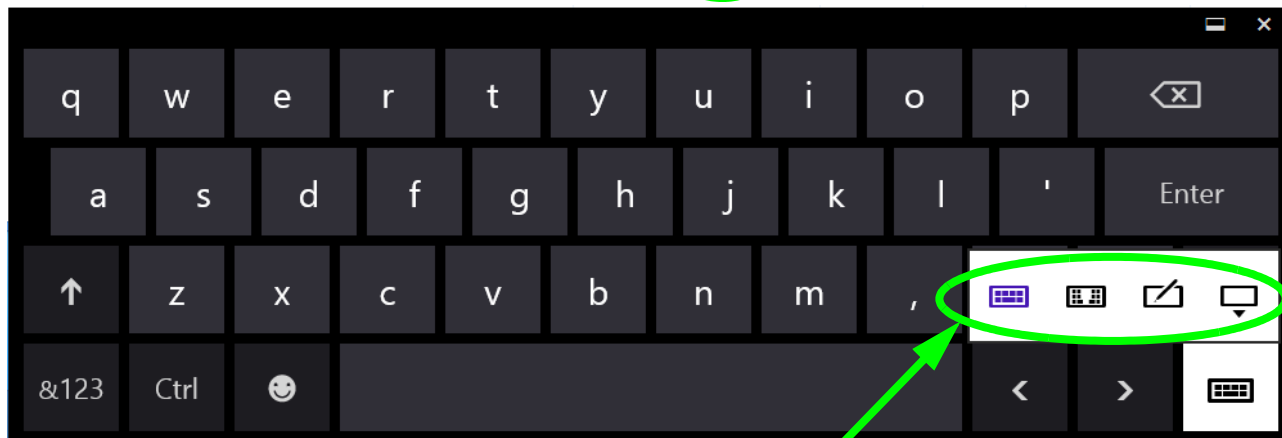 q w e r t y u i o p
a s d f g h j k l ' Enter
z x c v b n m ,
&123 Ctrl < >